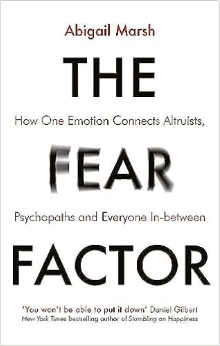 Abigail Marsh
THE
How One Emotion Connects Altruists,
FEAR
Psychopaths and Everyone In-between
FACTOR
'You won't be able to put it down' Daniel Gilbert
New York Times bestselling author of Stumbling on Happiness